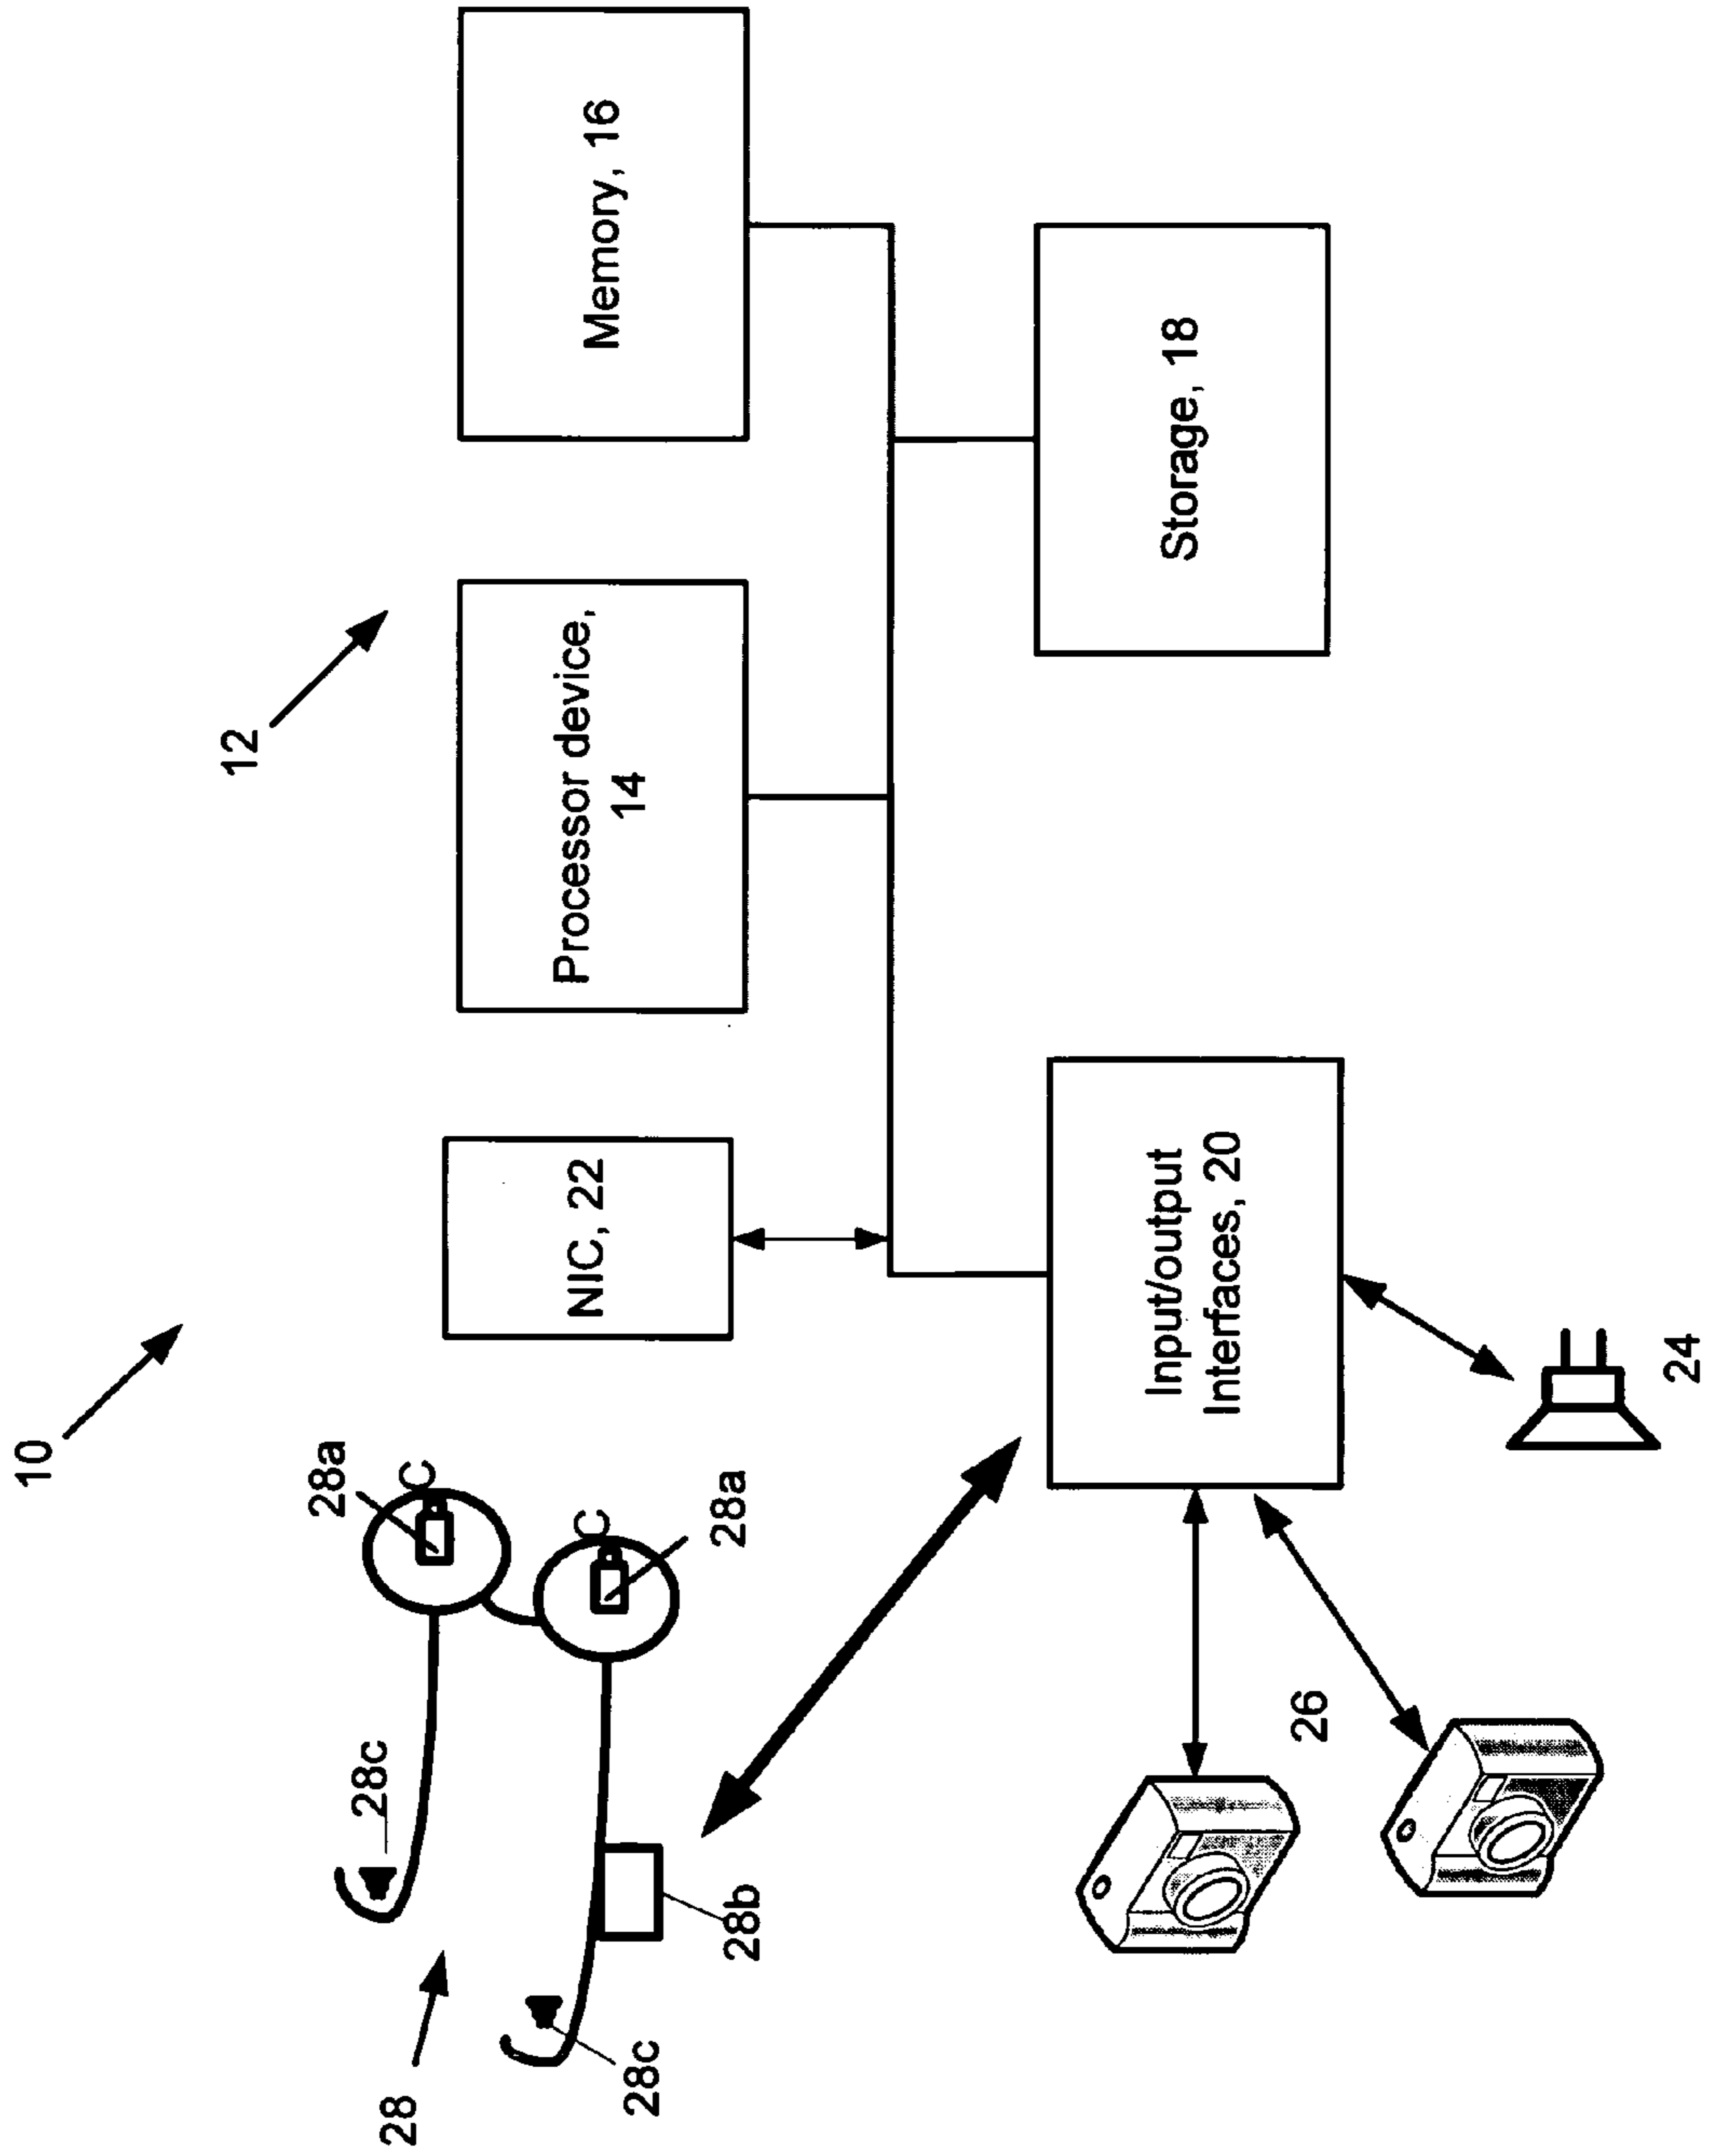 10
12
28
28c
28a
C
28c
28b
C
28a
NIC, 22
Processor device,
14
Memory, 16
Input/output
Interfaces, 20
Storage, 18
26
24